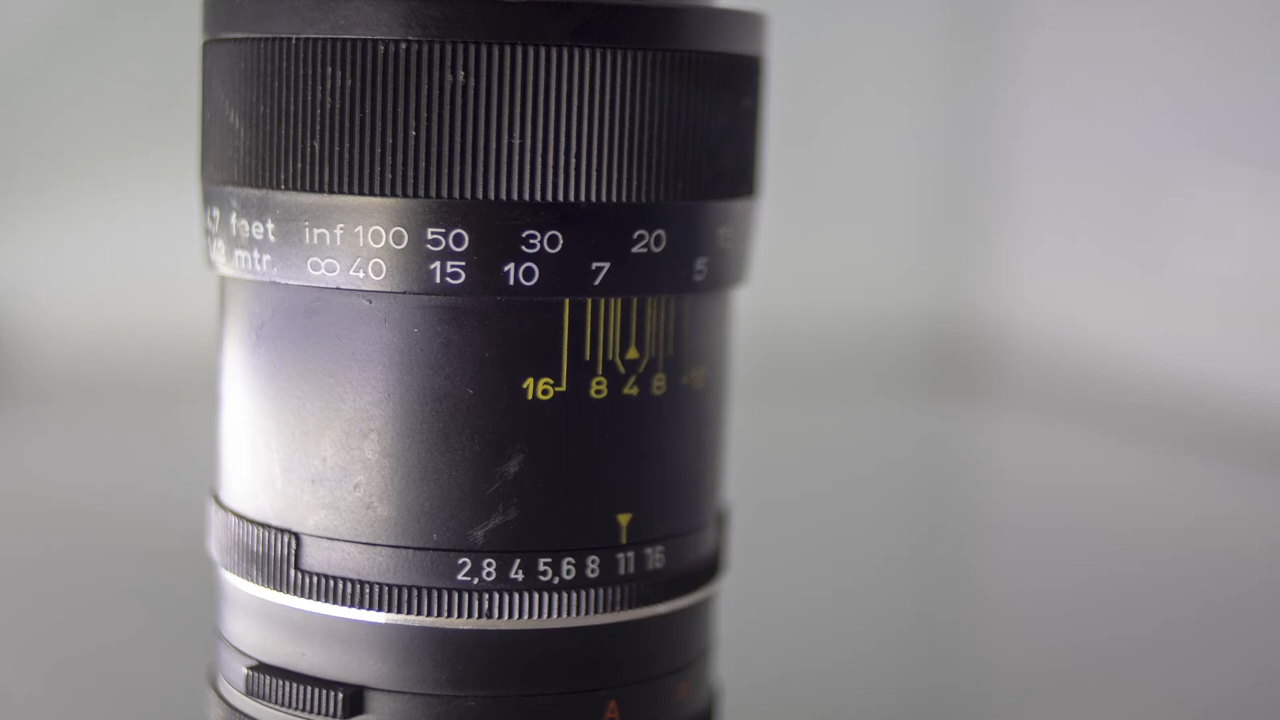 feet inf 100 50 30 20
mtr. ∞ 40 15 10 7 5
16 8 4 8
2,8 4 5,6 8 11 16
A